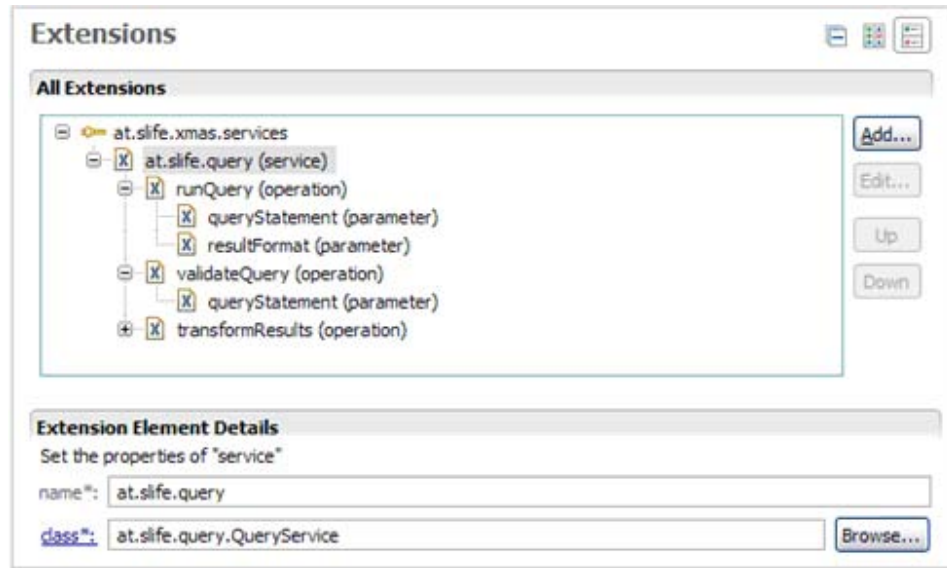 Extensions
All Extensions
at.slife.xmas.services
at.slife.query (service)
runQuery (operation)
queryStatement (parameter)
resultFormat (parameter)
validateQuery (operation)
queryStatement (parameter)
transformResults (operation)
Add...
Edit...
Up
Down
Extension Element Details
Set the properties of "service"
name*: at.slife.query
class*: at.slife.query.QueryService Browse...